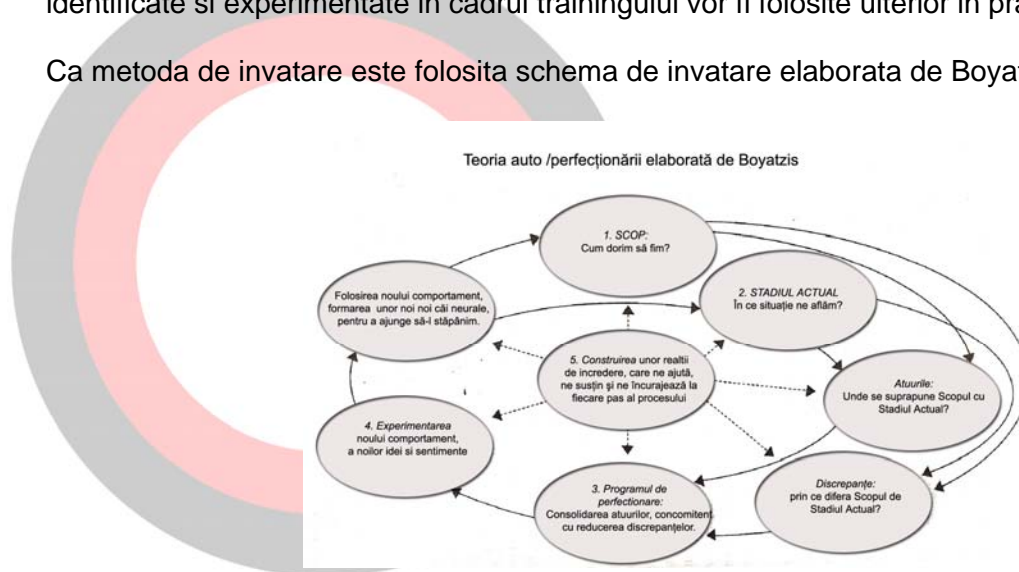 identificate si experimentate in cadrul trainingului vor fi folosite ulterior in
Ca metoda de invatare este folosita schema de invatare elaborata de
Teoria auto /perfecționării elaborată de Boyatzis
1. SCOP:
Cum dorim să fim?
2. STADIUL ACTUAL
În ce situație ne aflăm?
Folosirea noului comportament,
formarea unor noi noi căi neurale,
pentru a ajunge să-l stăpânim.
5. Construirea unor realtii
de incredere, care ne ajută,
ne susțin și ne încurajează la
fiecare pas al procesului
Atuurile:
Unde se suprapune Scopul cu
Stadiul Actual?
4. Experimentarea
noului comportament,
a noilor idei si sentimente
3. Programul de
perfectionare:
Consolidarea atuurilor, concomitent
cu reducerea discrepanțelor.
Discrepanțe:
prin ce difera Scopul de
Stadiul Actual?